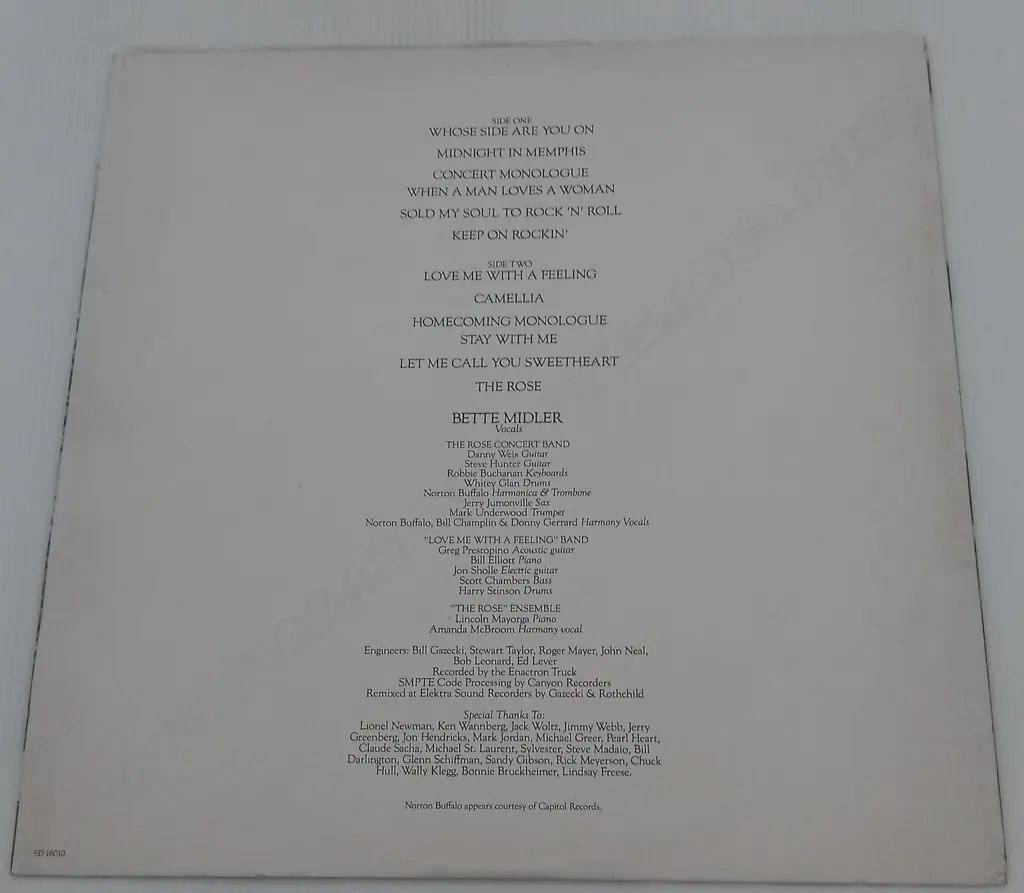 SIDE ONE
WHOSE SIDE ARE YOU ON
MIDNIGHT IN MEMPHIS
CONCERT MONOLOGUE
WHEN A MAN LOVES A WOMAN
SOLD MY SOUL TO ROCK 'N' ROLL
KEEP ON ROCKIN'
SIDE TWO
LOVE ME WITH A FEELING
CAMELLIA
HOMECOMING MONOLOGUE
STAY WITH ME
LET ME CALL YOU SWEETHEART
THE ROSE
BETTE MIDLER
Vocals
THE ROSE CONCERT BAND
Danny Weis Guitar
Steve Hunter Guitar
Robbie Buchanan Keyboards
Whitey Glan Drums
Norton Buffalo Harmonica & Trombone
Jerry Jumonville Sax
Mark Underwood Trumpet
Norton Buffalo, Bill Champlin & Donny Gerrard Harmony Vocals
"LOVE ME WITH A FEELING" BAND
Greg Prestopino Acoustic guitar
Bill Elliott Piano
Jon Sholle Electric guitar
Scott Chambers Bass
Harry Stinson Drums
"THE ROSE" ENSEMBLE
Lincoln Mayorga Piano
Amanda McBroom Harmony vocal
Engineers: Bill Gazecki, Stewart Taylor, Roger Mayer, John Neal,
Bob Leonard, Ed Lever
Recorded by the Enactron Truck
SMPTE Code Processing by Canyon Recorders
Remixed at Elektra Sound Recorders by Gazecki & Rothchild
Special Thanks To:
Lionel Newman, Ken Wannberg, Jack Woltz, Jimmy Webb, Jerry
Greenberg, Jon Hendricks, Mark Jordan, Michael Greer, Pearl Heart,
Claude Sacha, Michael St. Laurent, Sylvester, Steve Madaio, Bill
Darlington, Glenn Schiffman, Sandy Gibson, Rick Meyerson, Chuck
Hull, Wally Klegg, Bonnie Bruckheimer, Lindsay Freese.
Norton Buffalo appears courtesy of Capitol Records.
SD 16010